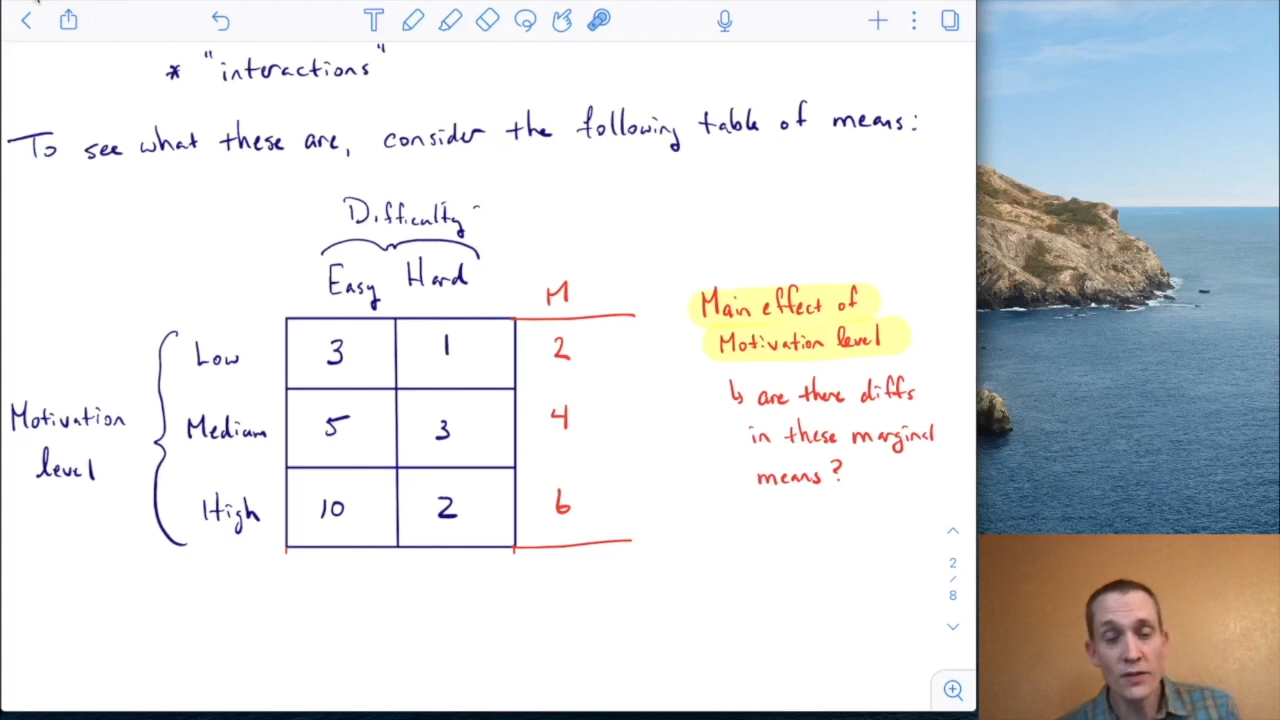 * "interactions"
To see what these are, consider the following table of means:
Difficulty
Easy Hard
M
Low 3 1 2
Medium 5 3 4
High 10 2 6
Motivation
level
Main effect of
Motivation level
↳ are there diffs
in these marginal
means?
2
/
8